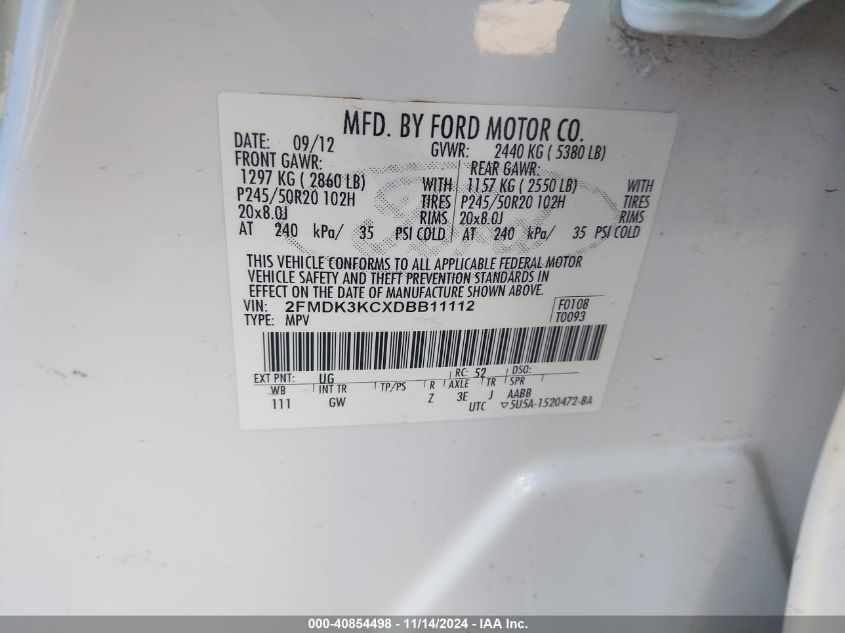 MFD. BY FORD MOTOR CO.
DATE: 09/12 GVWR: 2440 KG ( 5380 LB)
FRONT GAWR: REAR GAWR:
1297 KG ( 2860 LB) WITH 1157 KG ( 2550 LB) WITH
P245/50R20 102H TIRES P245/50R20 102H TIRES
20x8.0J RIMS 20x8.0J RIMS
AT 240 kPa/ 35 PSI COLD AT 240 kPa/ 35 PSI COLD
THIS VEHICLE CONFORMS TO ALL APPLICABLE FEDERAL MOTOR
VEHICLE SAFETY AND THEFT PREVENTION STANDARDS IN
EFFECT ON THE DATE OF MANUFACTURE SHOWN ABOVE.
VIN: 2FMDK3KCXDBB11112 F0108
TYPE: MPV T0093
EXT PNT: UG RC: 52 DSO:
WB INT TR TP/PS R AXLE TR SPR
111 GW Z 3E J AABB
UTC ▽5U5A-1520472-BA
000-40854498 - 11/14/2024 - IAA Inc.